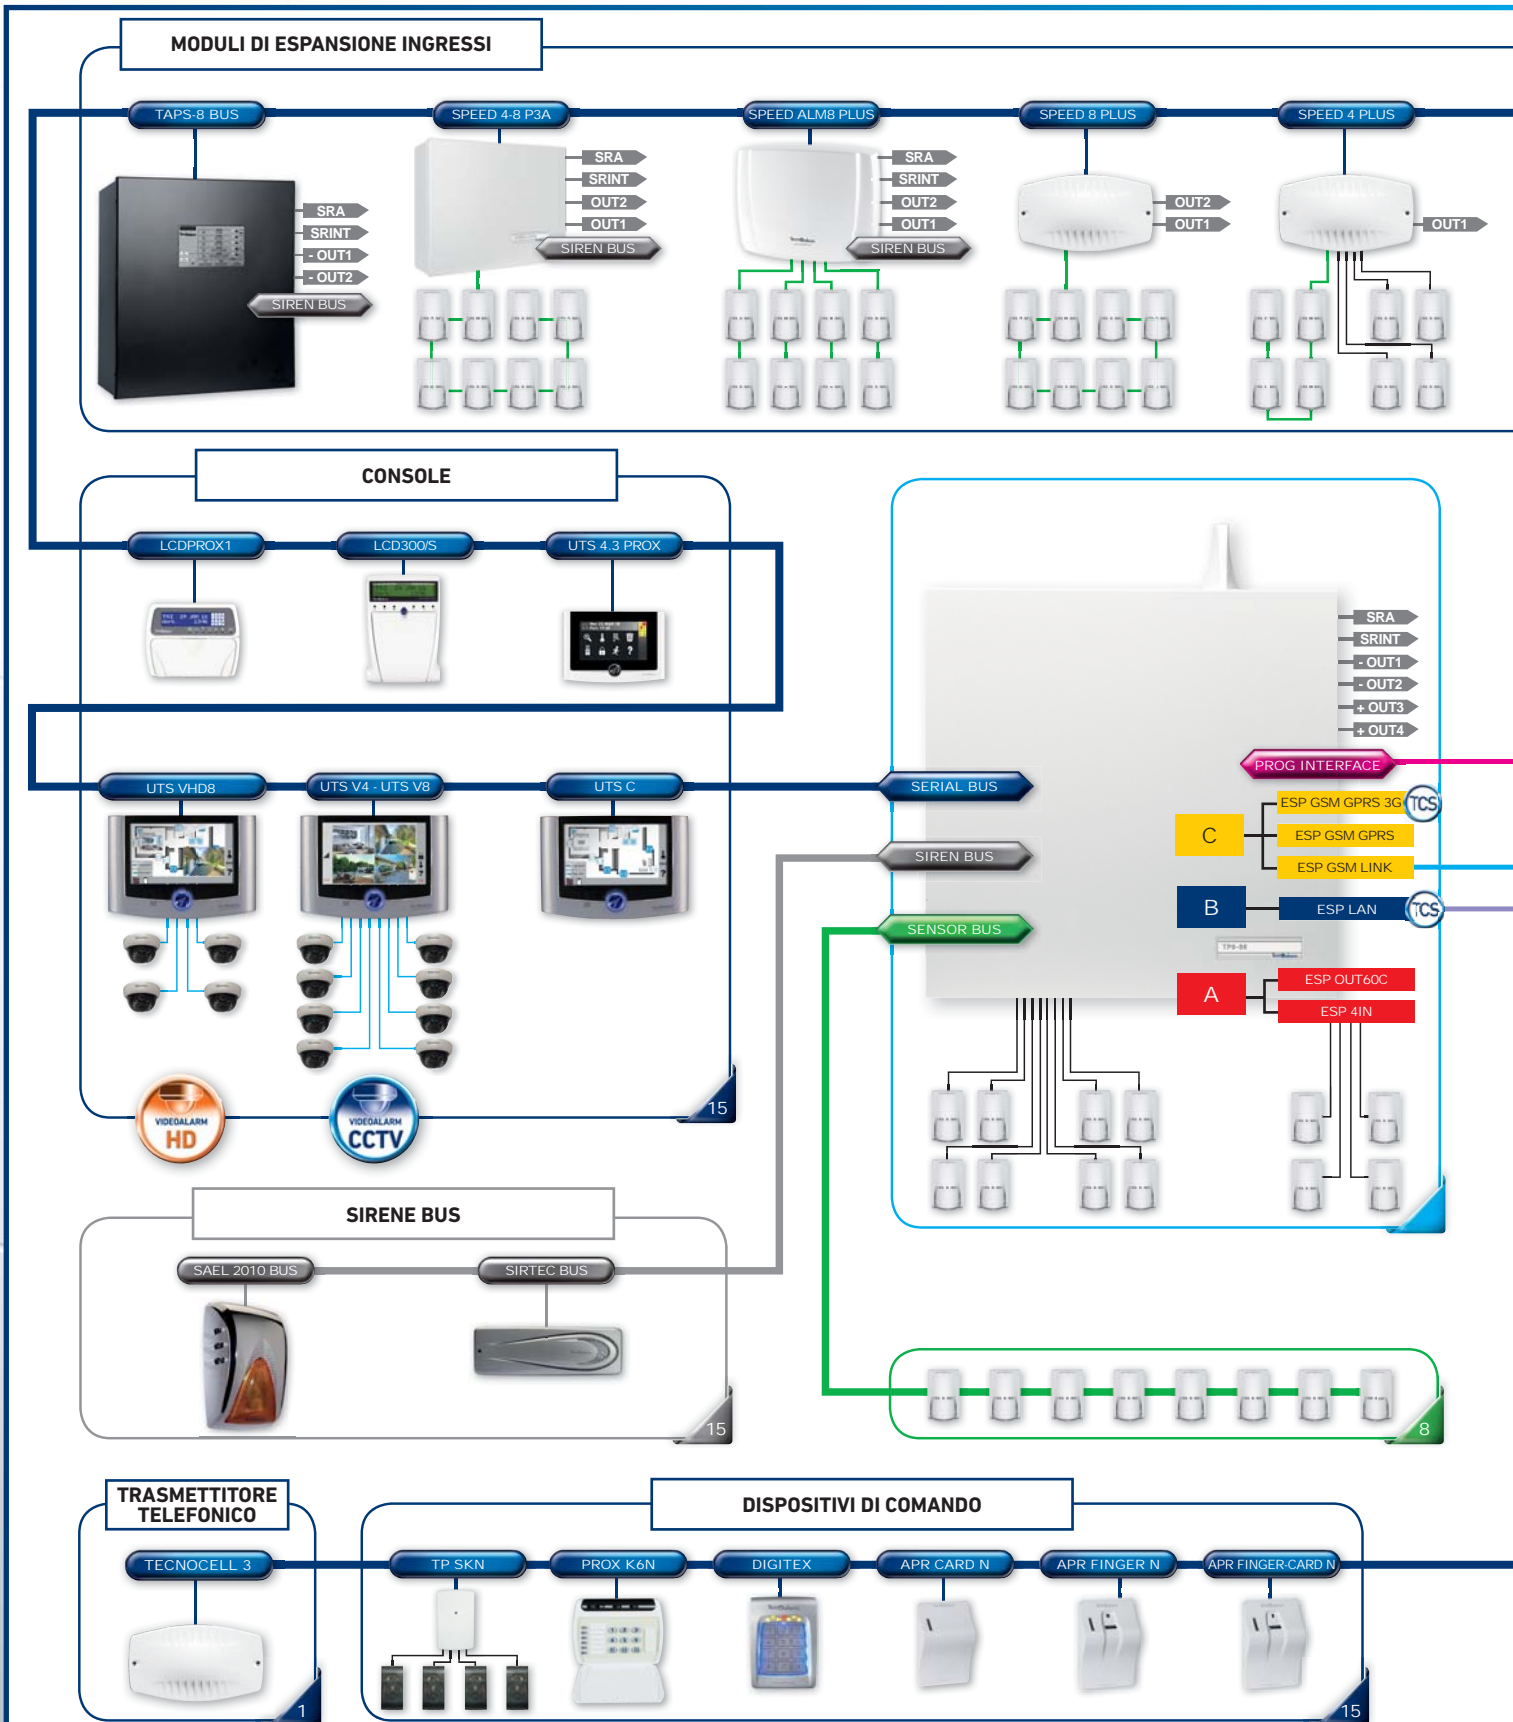 MODULI DI ESPANSIONE INGRESSI
TAPS-8 BUS
SPEED 4-8 P3A
SPEED ALM8 PLUS
SPEED 8 PLUS
SPEED 4 PLUS
SRA
SRINT
- OUT1
- OUT2
SIREN BUS
SRA
SRINT
OUT2
OUT1
SIREN BUS
SRA
SRINT
OUT2
OUT1
SIREN BUS
OUT2
OUT1
OUT1
CONSOLE
LCDPROX1
LCD300/S
UTS 4.3 PROX
UTS VHD8
UTS V4 - UTS V8
UTS C
VIDEOALARM
HD
VIDEOALARM
CCTV
15
SRA
SRINT
- OUT1
- OUT2
+ OUT3
+ OUT4
PROG INTERFACE
SERIAL BUS
SIREN BUS
SENSOR BUS
C
ESP GSM GPRS 3G
TCS
ESP GSM GPRS
ESP GSM LINK
B
ESP LAN
TCS
TP8-88
A
ESP OUT60C
ESP 4IN
SIRENE BUS
SAEL 2010 BUS
SIRTEC BUS
15
8
TRASMETTITORE
TELEFONICO
TECNOCELL 3
1
DISPOSITIVI DI COMANDO
TP SKN
PROX K6N
DIGITEX
APR CARD N
APR FINGER N
APR FINGER-CARD N
15